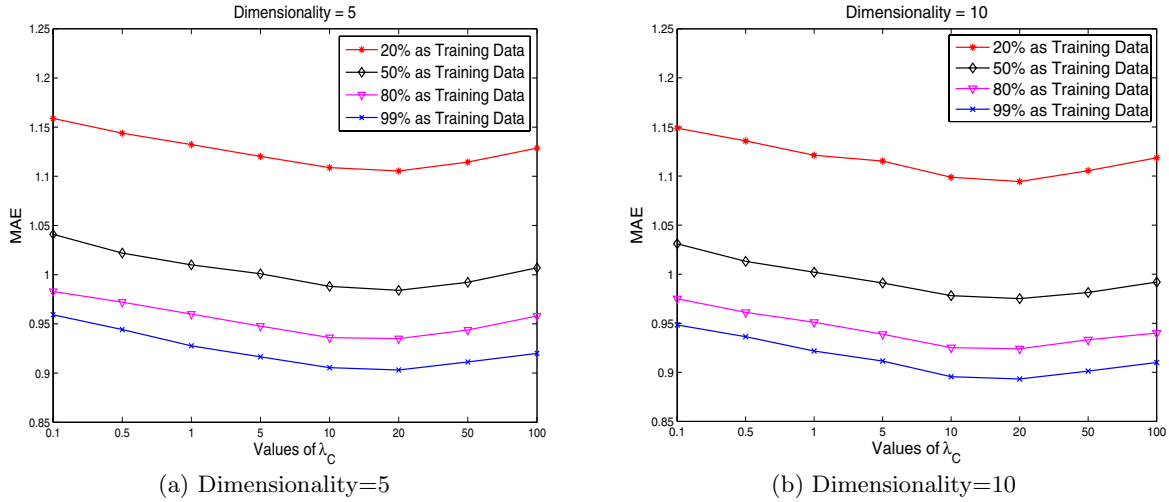 Dimensionality = 5
1.25
1.2
1.15
1.1
1.05
1
0.95
0.9
0.85
MAE
20% as Training Data
50% as Training Data
80% as Training Data
99% as Training Data
0.1 0.5 1 5 10 20 50 100
Values of λ_C
(a) Dimensionality=5
Dimensionality = 10
1.25
1.2
1.15
1.1
1.05
1
0.95
0.9
0.85
MAE
20% as Training Data
50% as Training Data
80% as Training Data
99% as Training Data
0.1 0.5 1 5 10 20 50 100
Values of λ_C
(b) Dimensionality=10